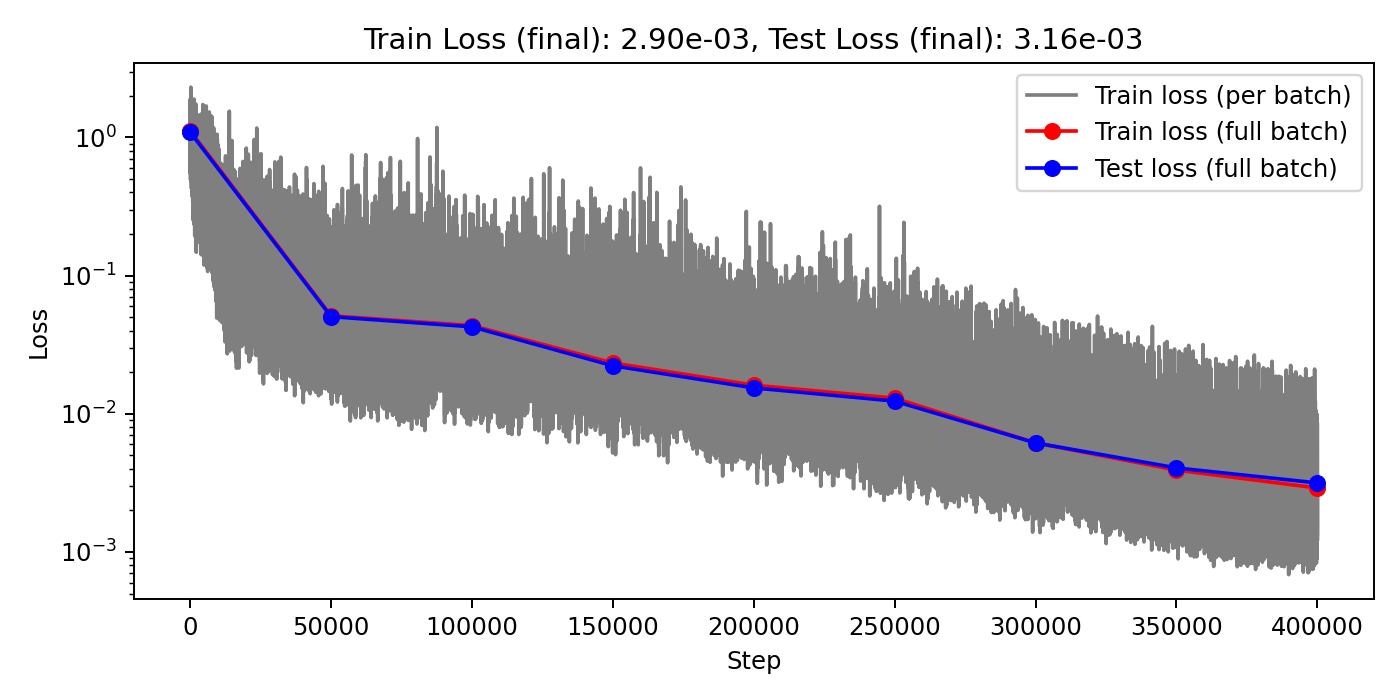 Train Loss (final): 2.90e-03, Test Loss (final): 3.16e-03
Train loss (per batch)
Train loss (full batch)
Test loss (full batch)
Loss
10⁰
10⁻¹
10⁻²
10⁻³
0 50000 100000 150000 200000 250000 300000 350000 400000
Step